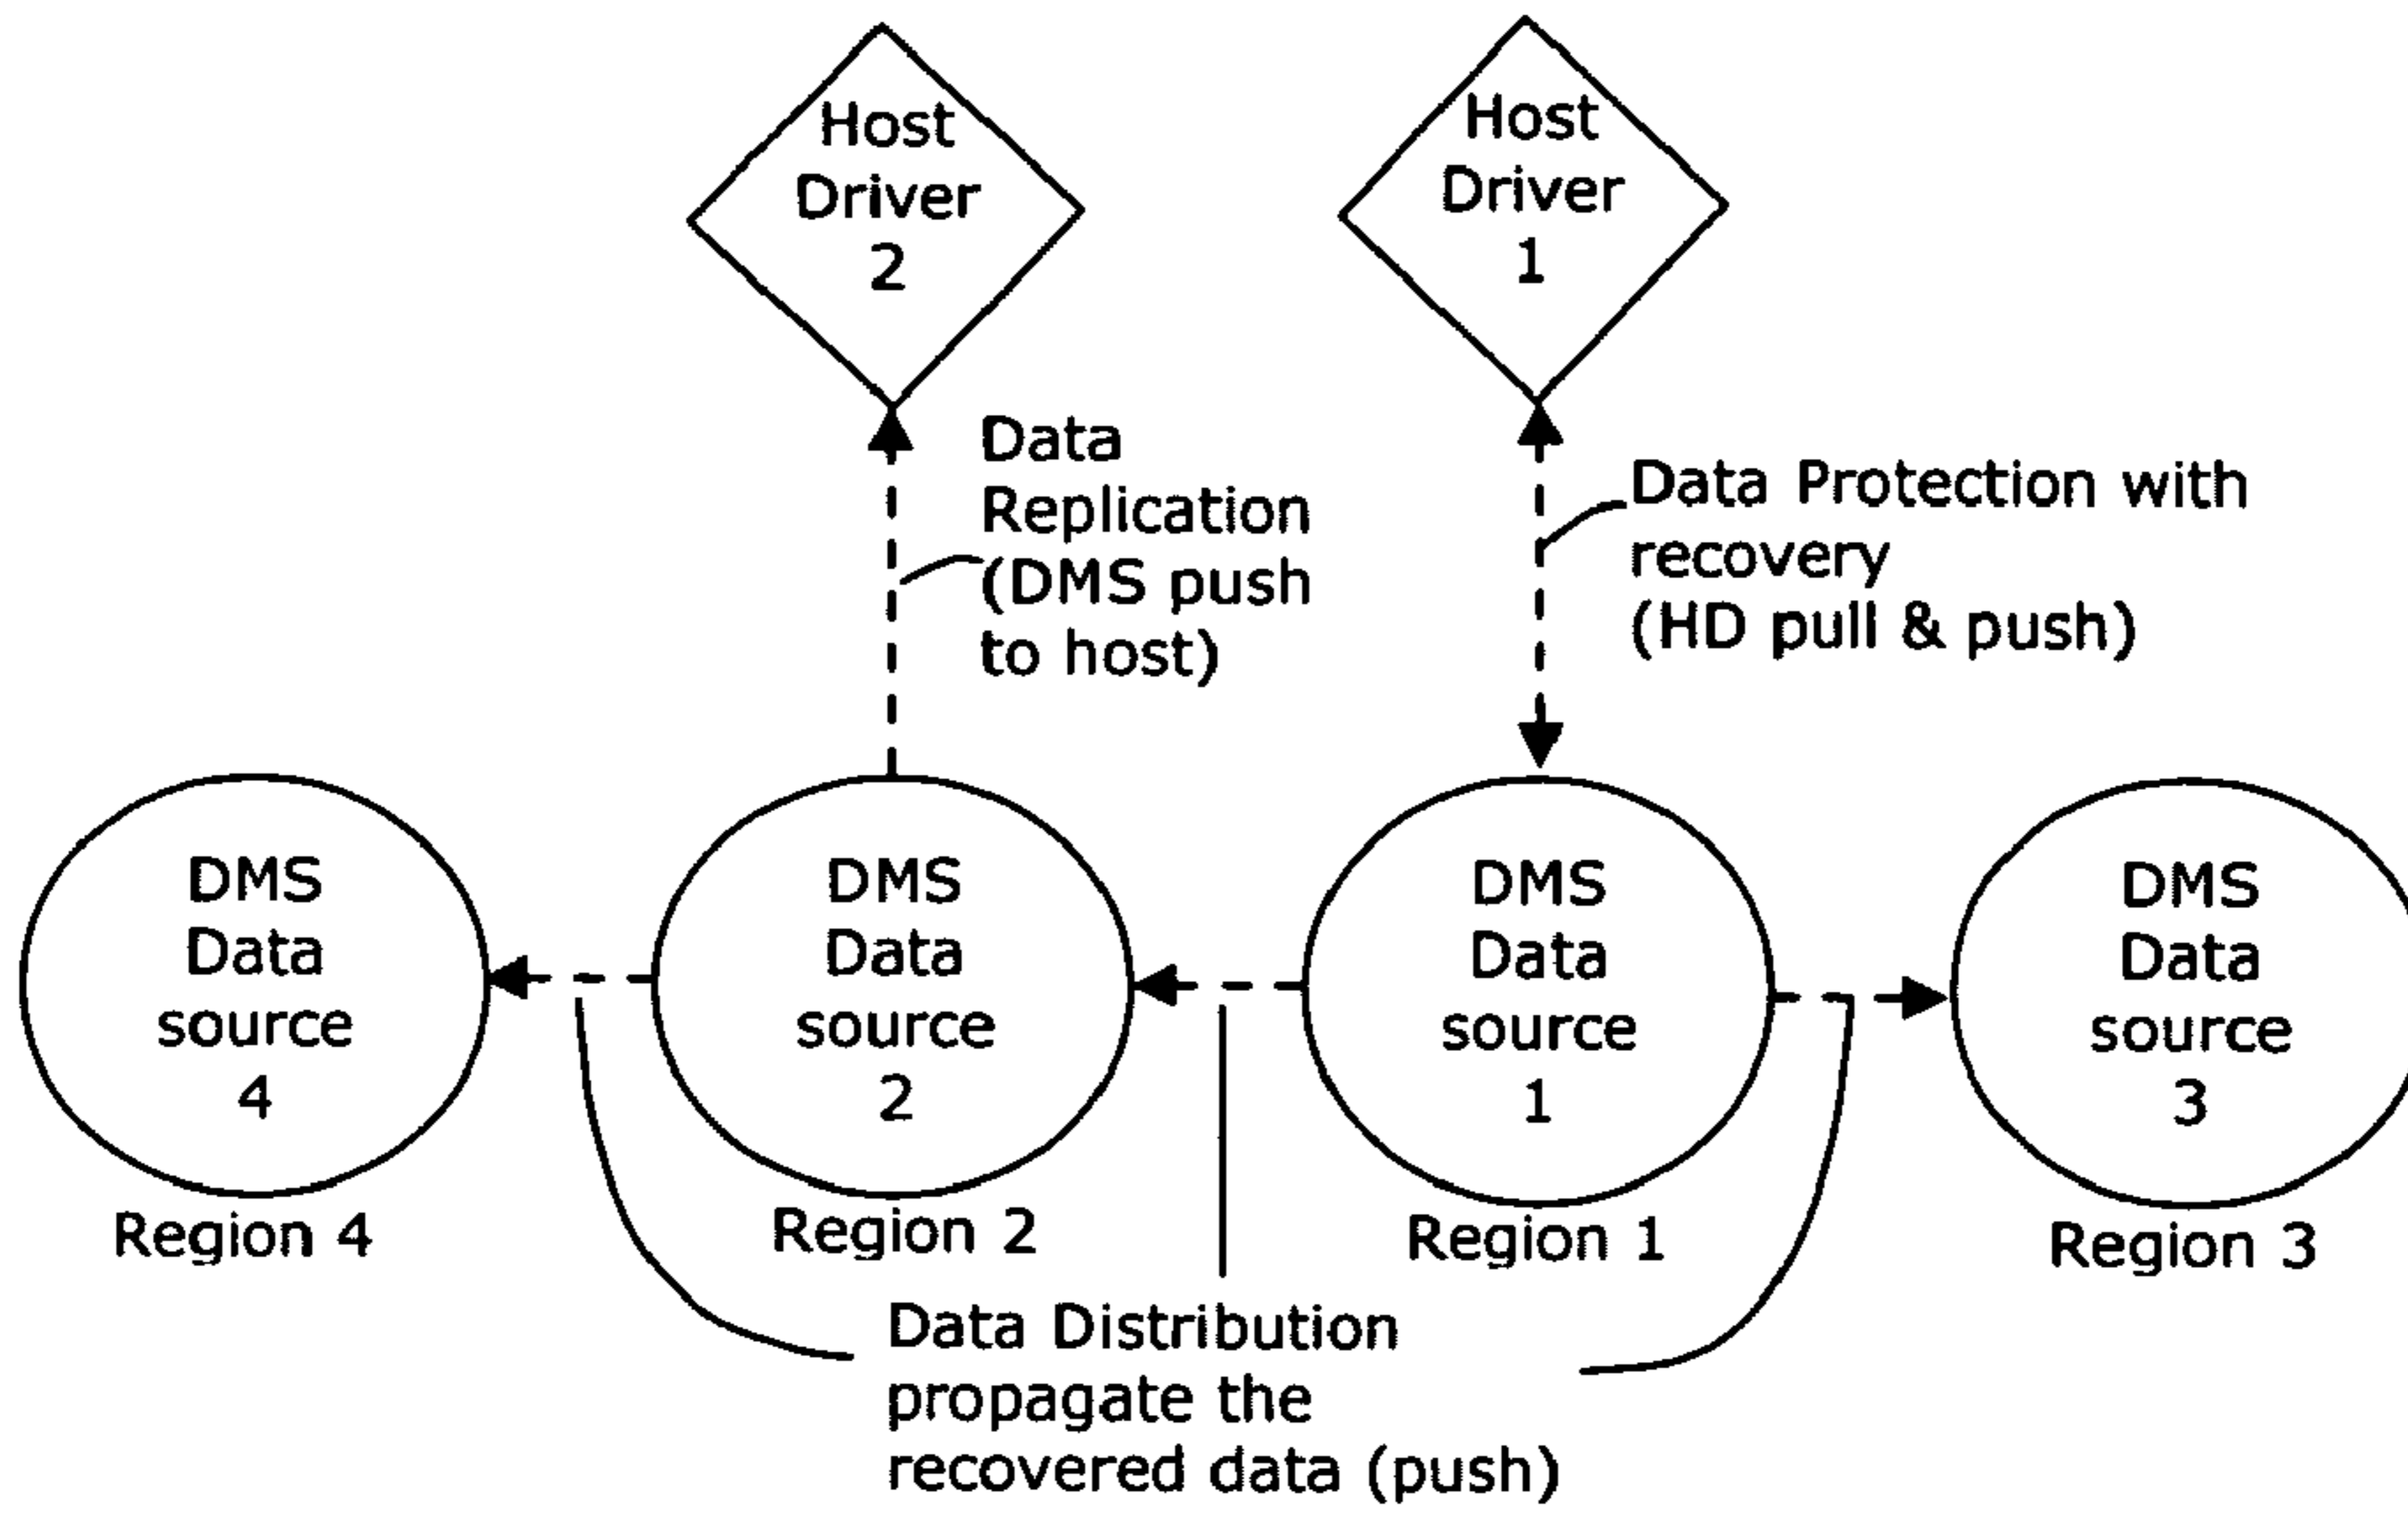 Host
Driver
2
Host
Driver
1
Data
Replication
(DMS push
to host)
Data Protection with
recovery
(HD pull & push)
DMS
Data
source
4
DMS
Data
source
2
DMS
Data
source
1
DMS
Data
source
3
Region 4
Region 2
Region 1
Region 3
Data Distribution
propagate the
recovered data (push)